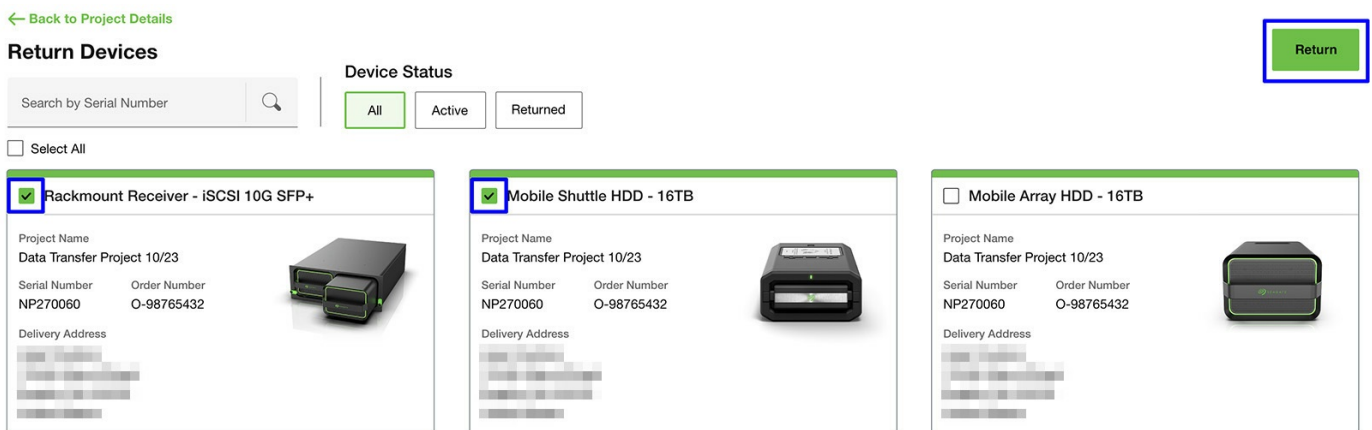 Back to Project Details
Return Devices
Return
Device Status
Search by Serial Number
All
Active
Returned
Select All
Rackmount Receiver - iSCSI 10G SFP+
Project Name
Data Transfer Project 10/23
Serial Number Order Number
NP270060 O-98765432
Delivery Address
Mobile Shuttle HDD - 16TB
Project Name
Data Transfer Project 10/23
Serial Number Order Number
NP270060 O-98765432
Delivery Address
Mobile Array HDD - 16TB
Project Name
Data Transfer Project 10/23
Serial Number Order Number
NP270060 O-98765432
Delivery Address